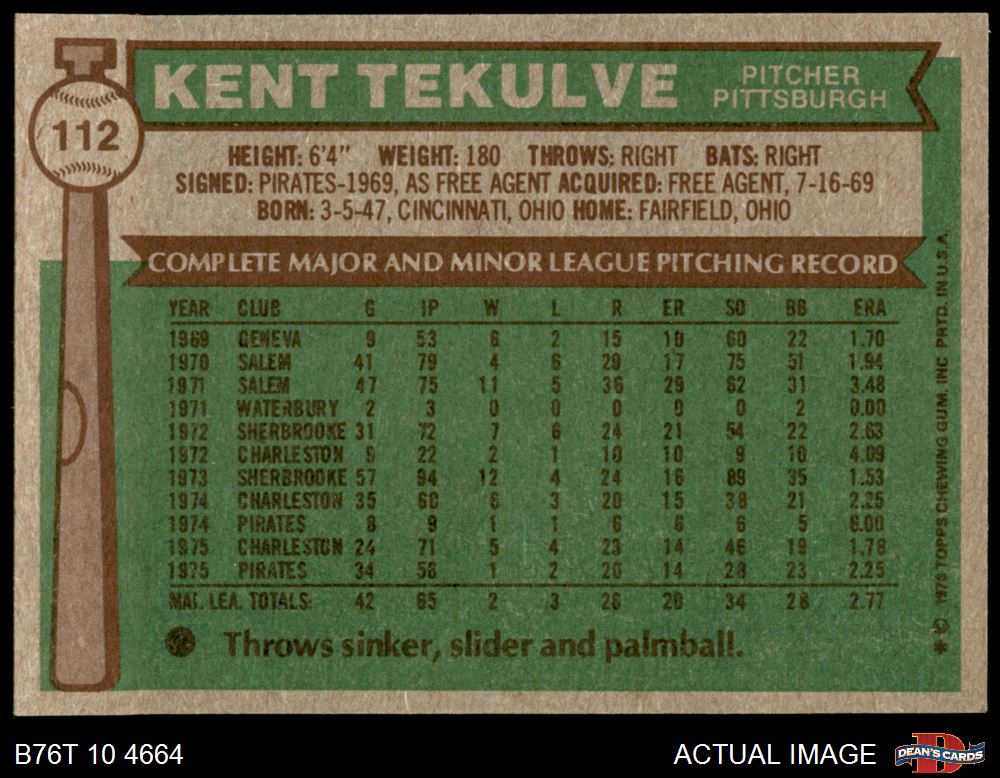 112
KENT TEKULVE
PITCHER
PITTSBURGH
HEIGHT: 6'4" WEIGHT: 180 THROWS: RIGHT BATS: RIGHT
SIGNED: PIRATES-1969, AS FREE AGENT ACQUIRED: FREE AGENT, 7-16-69
BORN: 3-5-47, CINCINNATI, OHIO HOME: FAIRFIELD, OHIO
COMPLETE MAJOR AND MINOR LEAGUE PITCHING RECORD
YEAR CLUB G IP W L R ER SO BB ERA
1969 GENEVA 9 53 6 2 15 10 60 22 1.70
1970 SALEM 41 79 4 6 29 17 75 51 1.94
1971 SALEM 47 75 11 5 36 29 62 31 3.48
1971 WATERBURY 2 3 0 0 0 0 0 2 0.00
1972 SHERBROOKE 31 72 7 6 24 21 54 22 2.63
1972 CHARLESTON 9 22 2 1 10 10 9 10 4.09
1973 SHERBROOKE 57 94 12 4 24 16 89 35 1.53
1974 CHARLESTON 35 60 6 3 20 15 38 21 2.25
1974 PIRATES 8 9 1 1 6 6 6 5 6.00
1975 CHARLESTON 24 71 5 4 23 14 46 19 1.78
1975 PIRATES 34 56 1 2 20 14 28 23 2.25
MAJ. LEA. TOTALS: 42 65 2 3 26 20 34 28 2.77
Throws sinker, slider and palmball.
* © 1976 TOPPS CHEWING GUM, INC. PRTD. IN U.S.A.
B76T 10 4664
ACTUAL IMAGE
DEAN'S CARDS